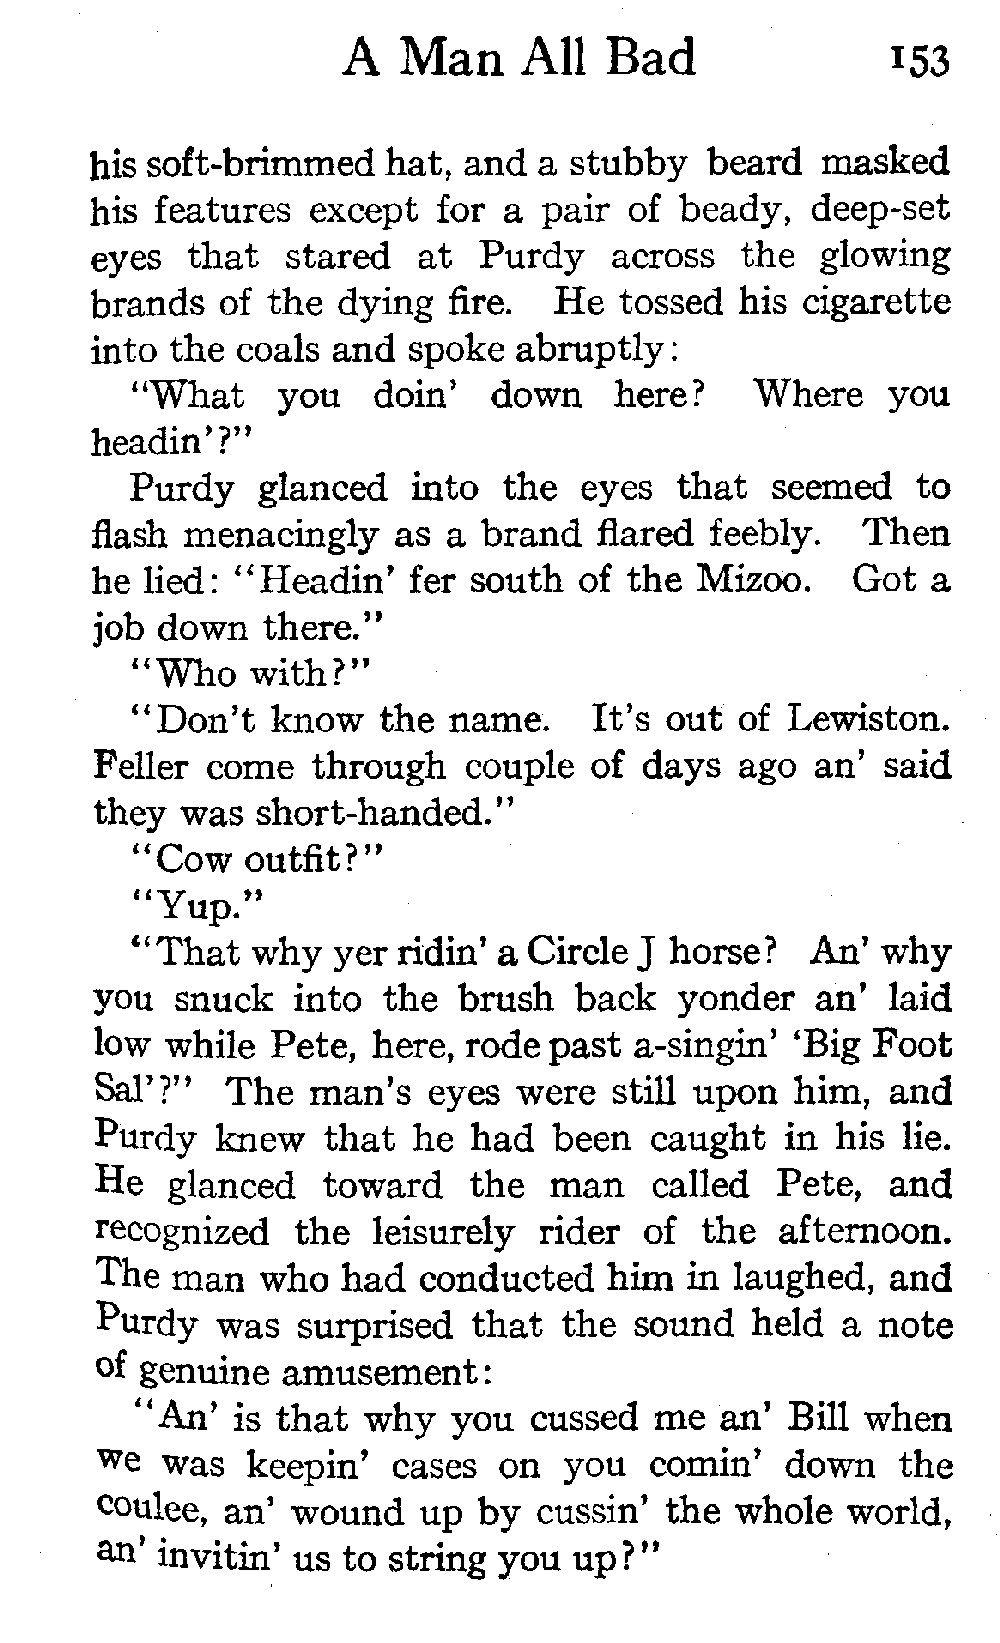 A Man All Bad 153
his soft-brimmed hat, and a stubby beard masked
his features except for a pair of beady, deep-set
eyes that stared at Purdy across the glowing
brands of the dying fire. He tossed his cigarette
into the coals and spoke abruptly:
"What you doin' down here? Where you
headin'?"
Purdy glanced into the eyes that seemed to
flash menacingly as a brand flared feebly. Then
he lied: "Headin' fer south of the Mizoo. Got a
job down there."
"Who with?"
"Don't know the name. It's out of Lewiston.
Feller come through couple of days ago an' said
they was short-handed."
"Cow outfit?"
"Yup."
"That why yer ridin' a Circle J horse? An' why
you snuck into the brush back yonder an' laid
low while Pete, here, rode past a-singin' 'Big Foot
Sal'?" The man's eyes were still upon him, and
Purdy knew that he had been caught in his lie.
He glanced toward the man called Pete, and
recognized the leisurely rider of the afternoon.
The man who had conducted him in laughed, and
Purdy was surprised that the sound held a note
of genuine amusement:
"An' is that why you cussed me an' Bill when
we was keepin' cases on you comin' down the
coulee, an' wound up by cussin' the whole world,
an' invitin' us to string you up?"